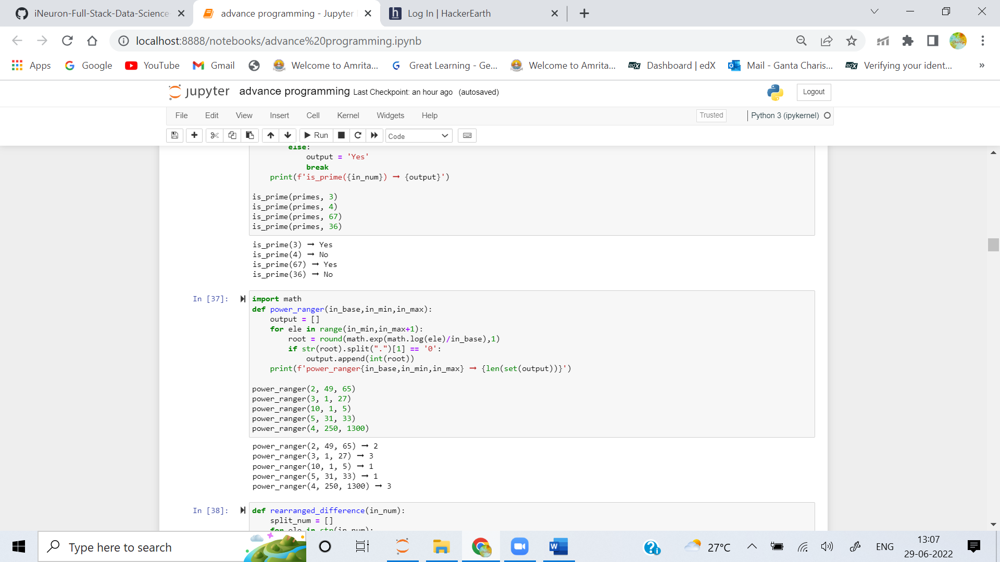 iNeuron-Full-Stack-Data-Science
advance programming - Jupyter
Log In | HackerEarth
localhost:8888/notebooks/advance%20programming.ipynb
Apps
Google
YouTube
Gmail
Welcome to Amrita...
Great Learning - Ge...
Welcome to Amrita...
Dashboard | edX
Mail - Ganta Charis...
Verifying your ident...
»
jupyter
advance programming Last Checkpoint: an hour ago (autosaved)
Logout
File Edit View Insert Cell Kernel Widgets Help
Trusted
Python 3 (ipykernel)
Run
Code
        else:
            output = 'Yes'
            break
    print(f'is_prime({in_num}) ➞ {output}')
is_prime(primes, 3)
is_prime(primes, 4)
is_prime(primes, 67)
is_prime(primes, 36)
is_prime(3) ➞ Yes
is_prime(4) ➞ No
is_prime(67) ➞ Yes
is_prime(36) ➞ No
In [37]:
import math
def power_ranger(in_base,in_min,in_max):
    output = []
    for ele in range(in_min,in_max+1):
        root = round(math.exp(math.log(ele)/in_base),1)
        if str(root).split(".")[1] == '0':
            output.append(int(root))
    print(f'power_ranger{in_base,in_min,in_max} ➞ {len(set(output))}')
power_ranger(2, 49, 65)
power_ranger(3, 1, 27)
power_ranger(10, 1, 5)
power_ranger(5, 31, 33)
power_ranger(4, 250, 1300)
power_ranger(2, 49, 65) ➞ 2
power_ranger(3, 1, 27) ➞ 3
power_ranger(10, 1, 5) ➞ 1
power_ranger(5, 31, 33) ➞ 1
power_ranger(4, 250, 1300) ➞ 3
In [38]:
def rearranged_difference(in_num):
    split_num = []
    for ele in str(in_num):
Type here to search
27°C
ENG
13:07
29-06-2022